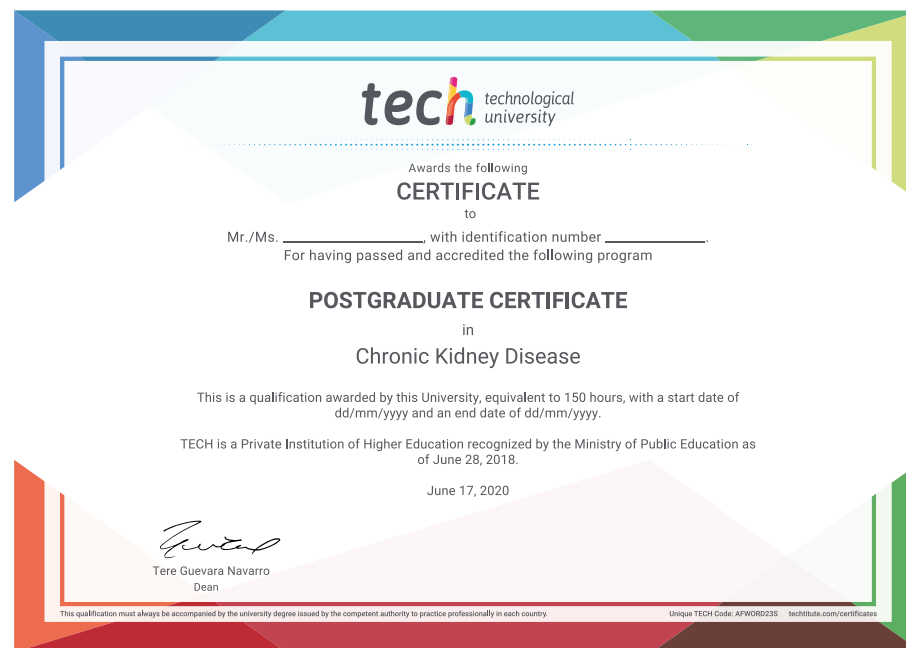 tech technological
university
Awards the following
CERTIFICATE
to
Mr./Ms. ____________________, with identification number ______________.
For having passed and accredited the following program
POSTGRADUATE CERTIFICATE
in
Chronic Kidney Disease
This is a qualification awarded by this University, equivalent to 150 hours, with a start date of
dd/mm/yyyy and an end date of dd/mm/yyyy.
TECH is a Private Institution of Higher Education recognized by the Ministry of Public Education as
of June 28, 2018.
June 17, 2020
Tere Guevara Navarro
Dean
This qualification must always be accompanied by the university degree issued by the competent authority to practice professionally in each country. Unique TECH Code: AFWORD23S techtitute.com/certificates